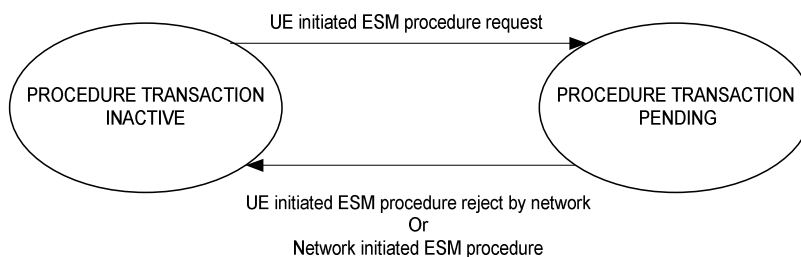 UE initiated ESM procedure request
PROCEDURE TRANSACTION
INACTIVE
PROCEDURE TRANSACTION
PENDING
UE initiated ESM procedure reject by network
Or
Network initiated ESM procedure